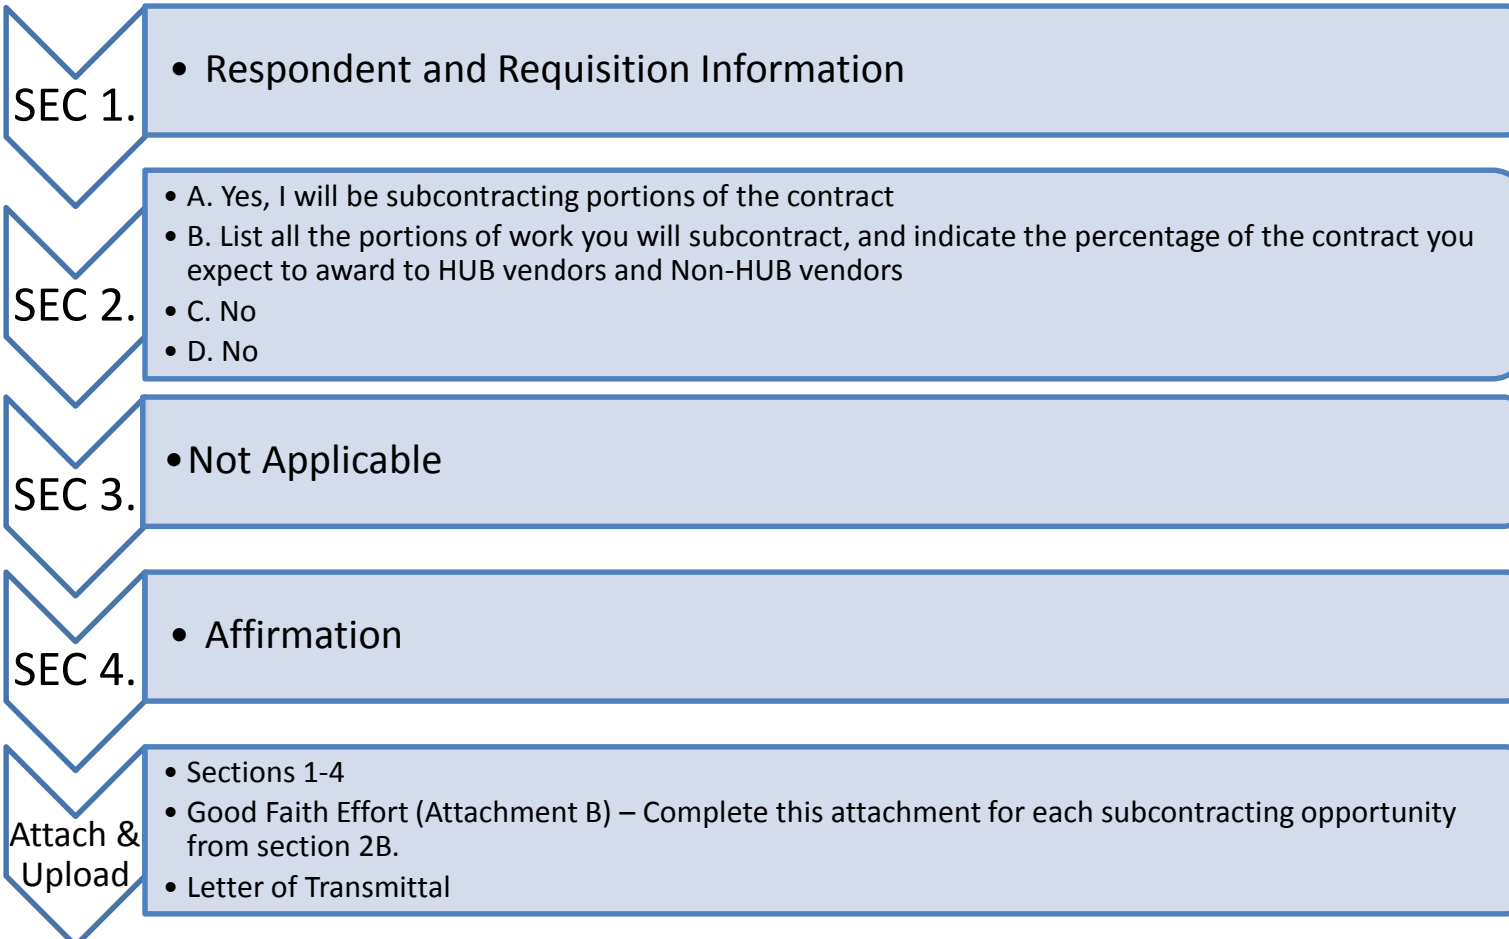 SEC 1.
• Respondent and Requisition Information
SEC 2.
• A. Yes, I will be subcontracting portions of the contract
• B. List all the portions of work you will subcontract, and indicate the percentage of the contract you
expect to award to HUB vendors and Non-HUB vendors
• C. No
• D. No
SEC 3.
•Not Applicable
SEC 4.
• Affirmation
Attach &
Upload
• Sections 1-4
• Good Faith Effort (Attachment B) – Complete this attachment for each subcontracting opportunity
from section 2B.
• Letter of Transmittal